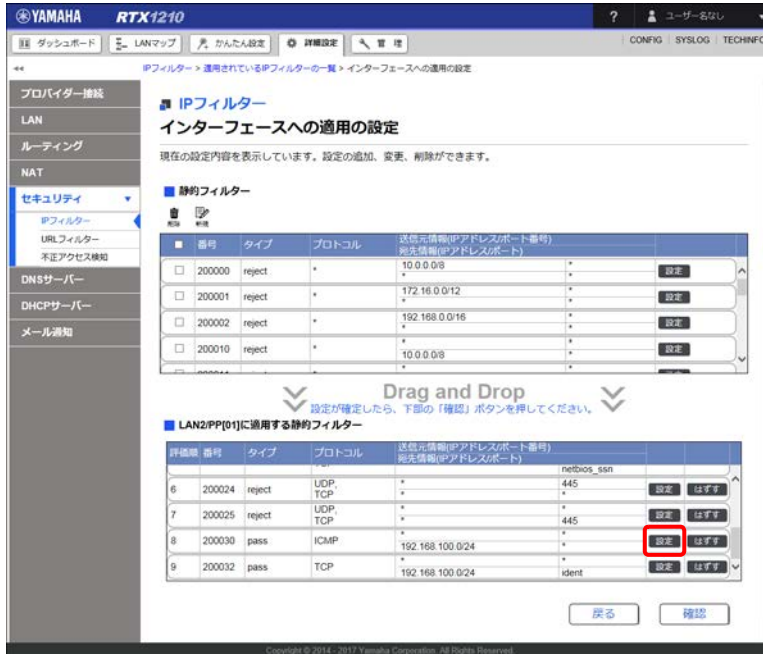 YAMAHA RTX1210 ? ユーザー名なし
ダッシュボード LANマップ かんたん設定 詳細設定 管 理 CONFIG SYSLOG TECHINFO
IPフィルター > 適用されているIPフィルターの一覧 > インターフェースへの適用の設定
プロバイダー接続
LAN
ルーティング
NAT
セキュリティ
IPフィルター
URLフィルター
不正アクセス検知
DNSサーバー
DHCPサーバー
メール通知
IPフィルター
インターフェースへの適用の設定
現在の設定内容を表示しています。設定の追加、変更、削除ができます。
静的フィルター
削除 新規
番号 タイプ プロトコル 送信元情報(IPアドレス/ポート番号)
宛先情報(IPアドレス/ポート)
200000 reject * 10.0.0.0/8 * 設定
* *
200001 reject * 172.16.0.0/12 * 設定
* *
200002 reject * 192.168.0.0/16 * 設定
* *
200010 reject * * * 設定
10.0.0.0/8 *
Drag and Drop
設定が確定したら、下部の「確認」ボタンを押してください。
LAN2/PP[01]に適用する静的フィルター
評価順 番号 タイプ プロトコル 送信元情報(IPアドレス/ポート番号)
宛先情報(IPアドレス/ポート)
netbios_ssn
6 200024 reject UDP, * 445 設定 はずす
TCP * *
7 200025 reject UDP, * * 設定 はずす
TCP * 445
8 200030 pass ICMP * * 設定 はずす
192.168.100.0/24 *
9 200032 pass TCP * * 設定 はずす
192.168.100.0/24 ident
戻る 確認
Copyright © 2014 - 2017 Yamaha Corporation. All Rights Reserved.